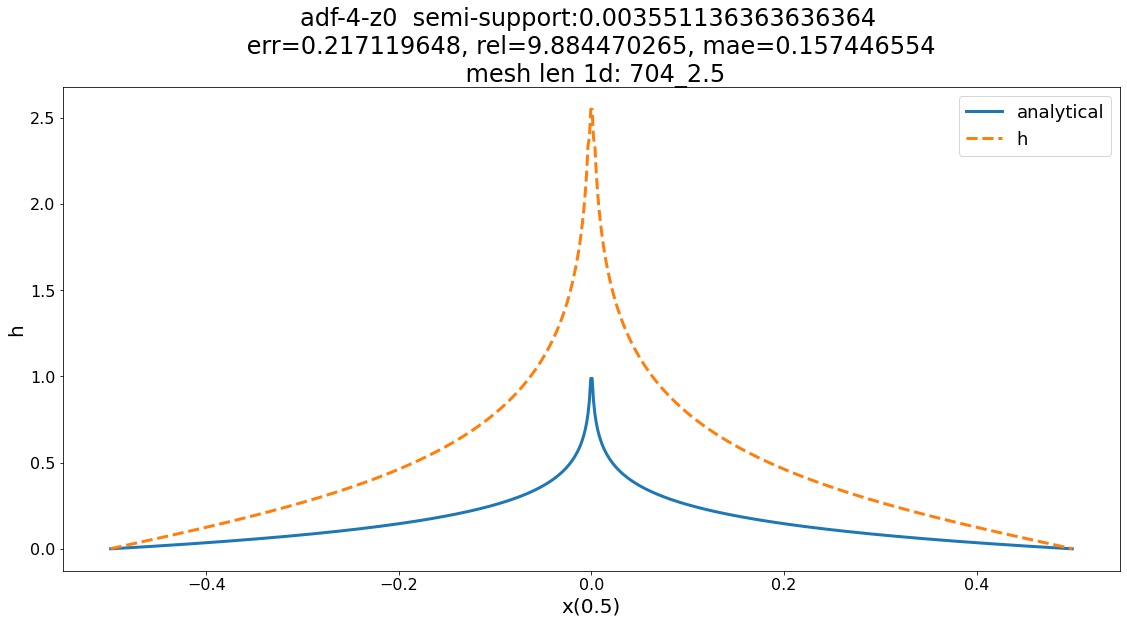 adf-4-z0  semi-support:0.003551136363636364
err=0.217119648, rel=9.884470265, mae=0.157446554
mesh len 1d: 704_2.5
analytical
h
h
2.5
2.0
1.5
1.0
0.5
0.0
−0.4
−0.2
0.0
0.2
0.4
x(0.5)